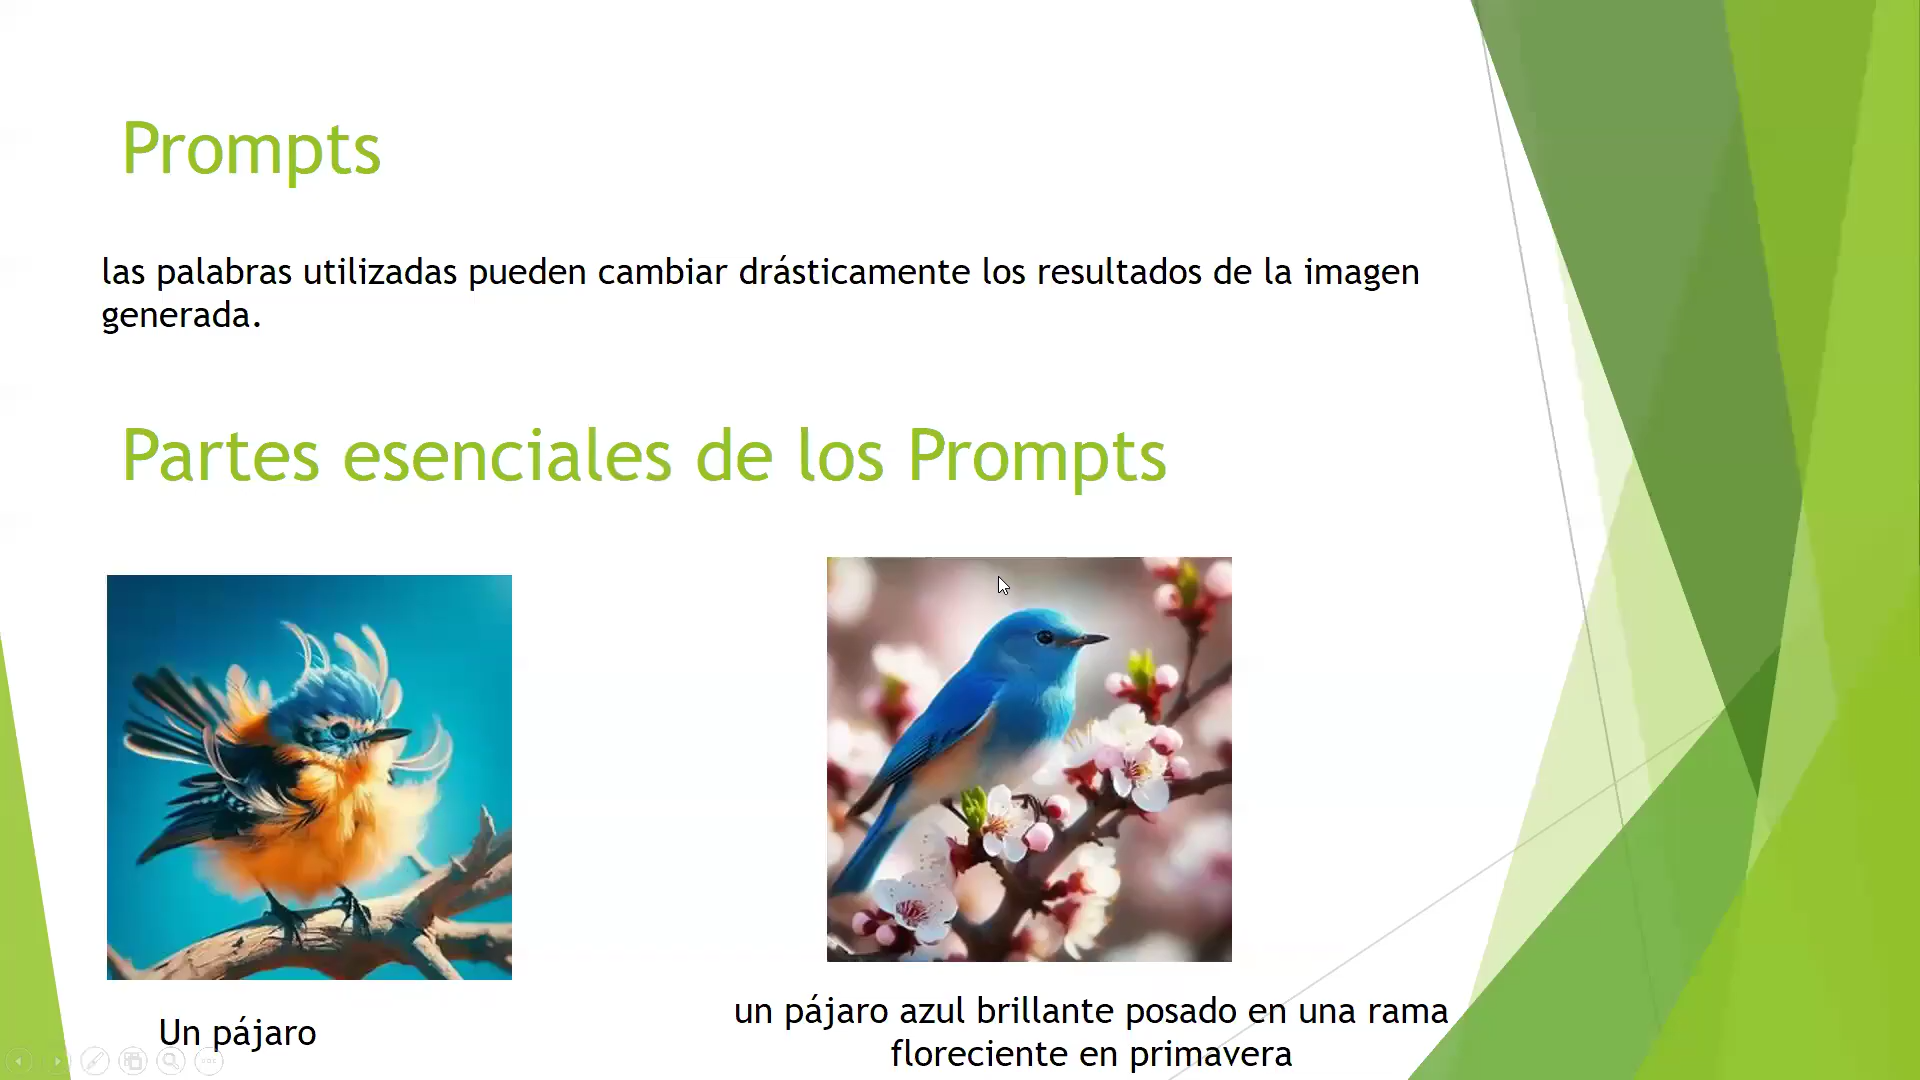 Prompts
las palabras utilizadas pueden cambiar drásticamente los resultados de la imagen
generada.
Partes esenciales de los Prompts
Un pájaro
un pájaro azul brillante posado en una rama
floreciente en primavera